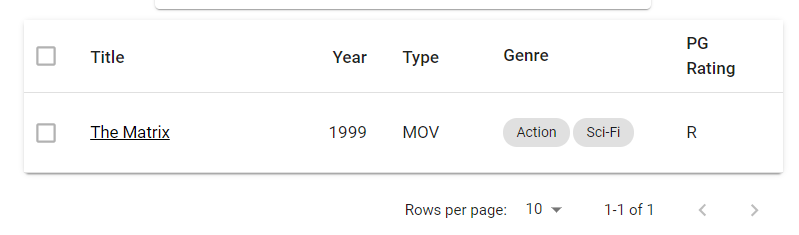 Title Year Type Genre PG Rating
The Matrix 1999 MOV Action Sci-Fi R
Rows per page: 10 1-1 of 1